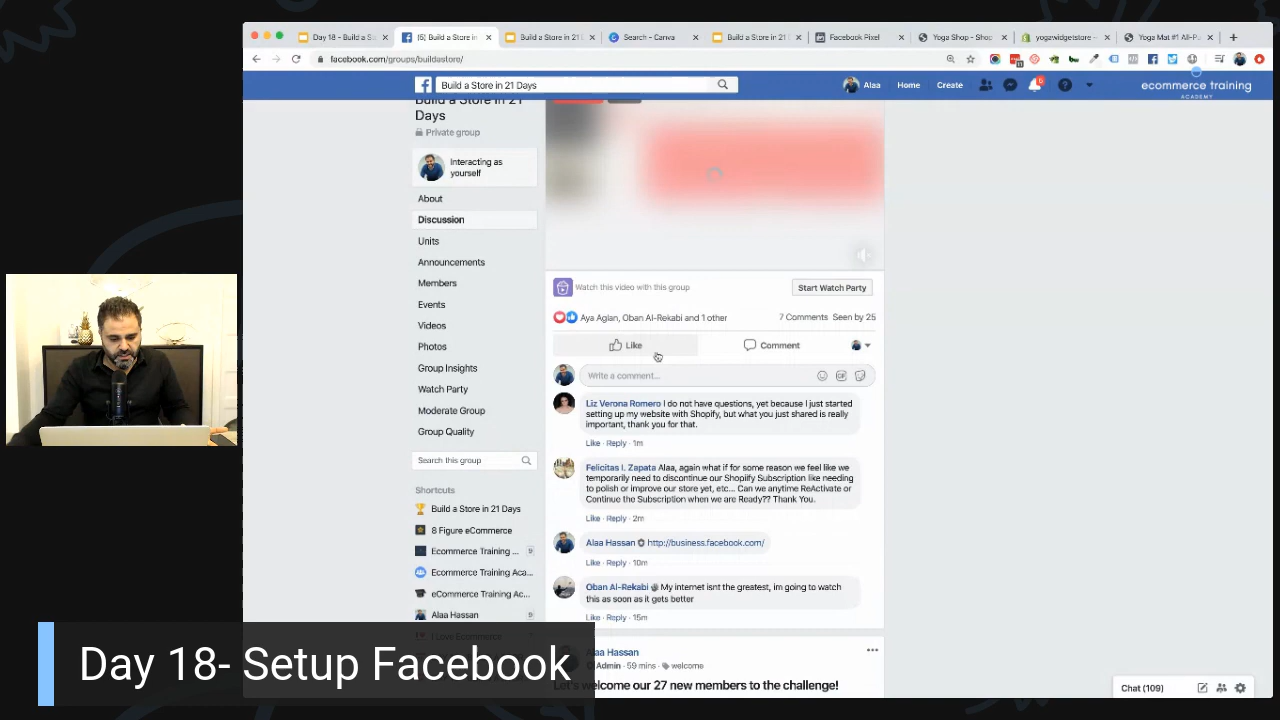 Day 18 - Build a S
(5) Build a Store in 2
Build a Store in 21 D
Search - Canva
Build a Store in 21 D
Facebook Pixel
Yoga Shop - Shop
yogawidgetstore
Yoga Mat #1 All-Pu
facebook.com/groups/buildastore/
Build a Store in 21 Days
Alaa
Home
Create
ecommerce training
ACADEMY
Build a Store in 21
Days
Private group
Interacting as
yourself
About
Discussion
Units
Announcements
Members
Events
Videos
Photos
Group Insights
Watch Party
Moderate Group
Group Quality
Search this group
Shortcuts
Build a Store in 21 Days
8 Figure eCommerce
Ecommerce Training ... 9
Ecommerce Training Aca...
eCommerce Training Ac...
Alaa Hassan 9
I Love Ecommerce
Watch this video with this group
Start Watch Party
Aya Aglan, Oban Al-Rekabi and 1 other
7 Comments Seen by 25
Like
Comment
Write a comment...
GIF
Liz Verona Romero I do not have questions, yet because I just started
setting up my website with Shopify, but what you just shared is really
important, thank you for that.
Like · Reply · 1m
Felicitas I. Zapata Alaa, again what if for some reason we feel like we
temporarily need to discontinue our Shopiify Subscription like needing
to polish or improve our store yet, etc... Can we anytime ReActivate or
Continue the Subscription when we are Ready?? Thank You.
Like · Reply · 2m
Alaa Hassan http://business.facebook.com/
Like · Reply · 10m
Oban Al-Rekabi My internet isnt the greatest, im going to watch
this as soon as it gets better
Like · Reply · 15m
Alaa Hassan
Admin · 59 mins · welcome
Let's welcome our 27 new members to the challenge!
Chat (109)
Day 18- Setup Facebook